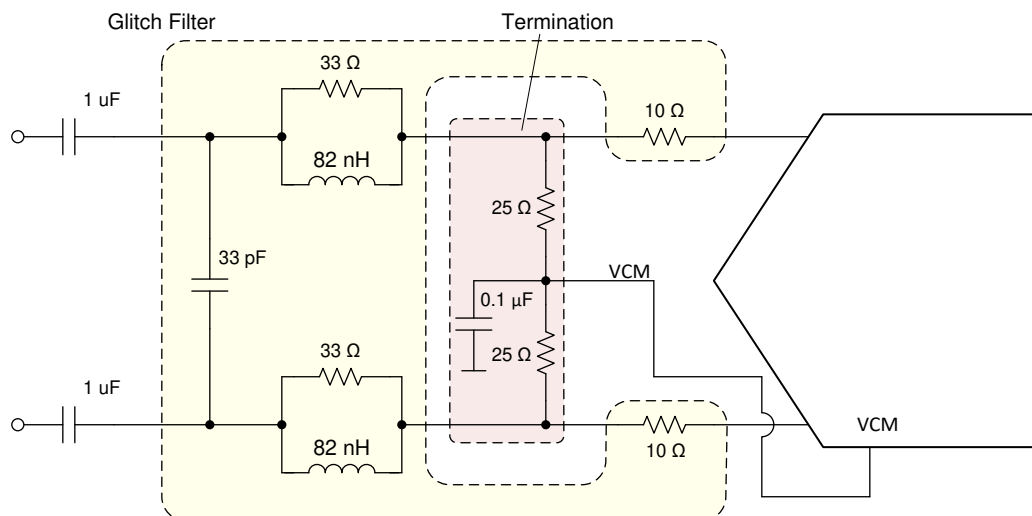 Glitch Filter
Termination
33 Ω
1 uF
10 Ω
82 nH
25 Ω
33 pF
VCM
0.1 µF
33 Ω
25 Ω
1 uF
VCM
82 nH
10 Ω